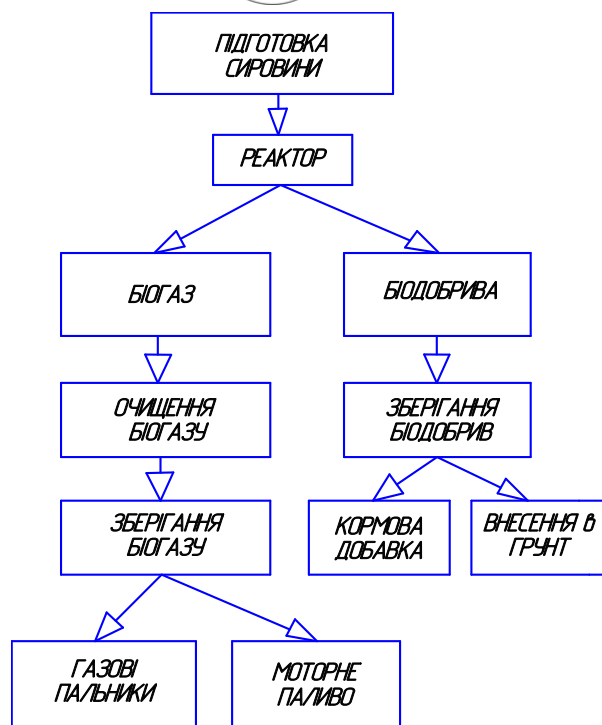 ПІДГОТОВКА
СИРОВИНИ
РЕАКТОР
БІОГАЗ
БІОДОБРИВА
ОЧИЩЕННЯ
БІОГАЗУ
ЗБЕРІГАННЯ
БІОДОБРИВ
ЗБЕРІГАННЯ
БІОГАЗУ
КОРМОВА
ДОБАВКА
ВНЕСЕННЯ в
ГРУНТ
ГАЗОВІ
ПАЛЬНИКИ
МОТОРНЕ
ПАЛИВО